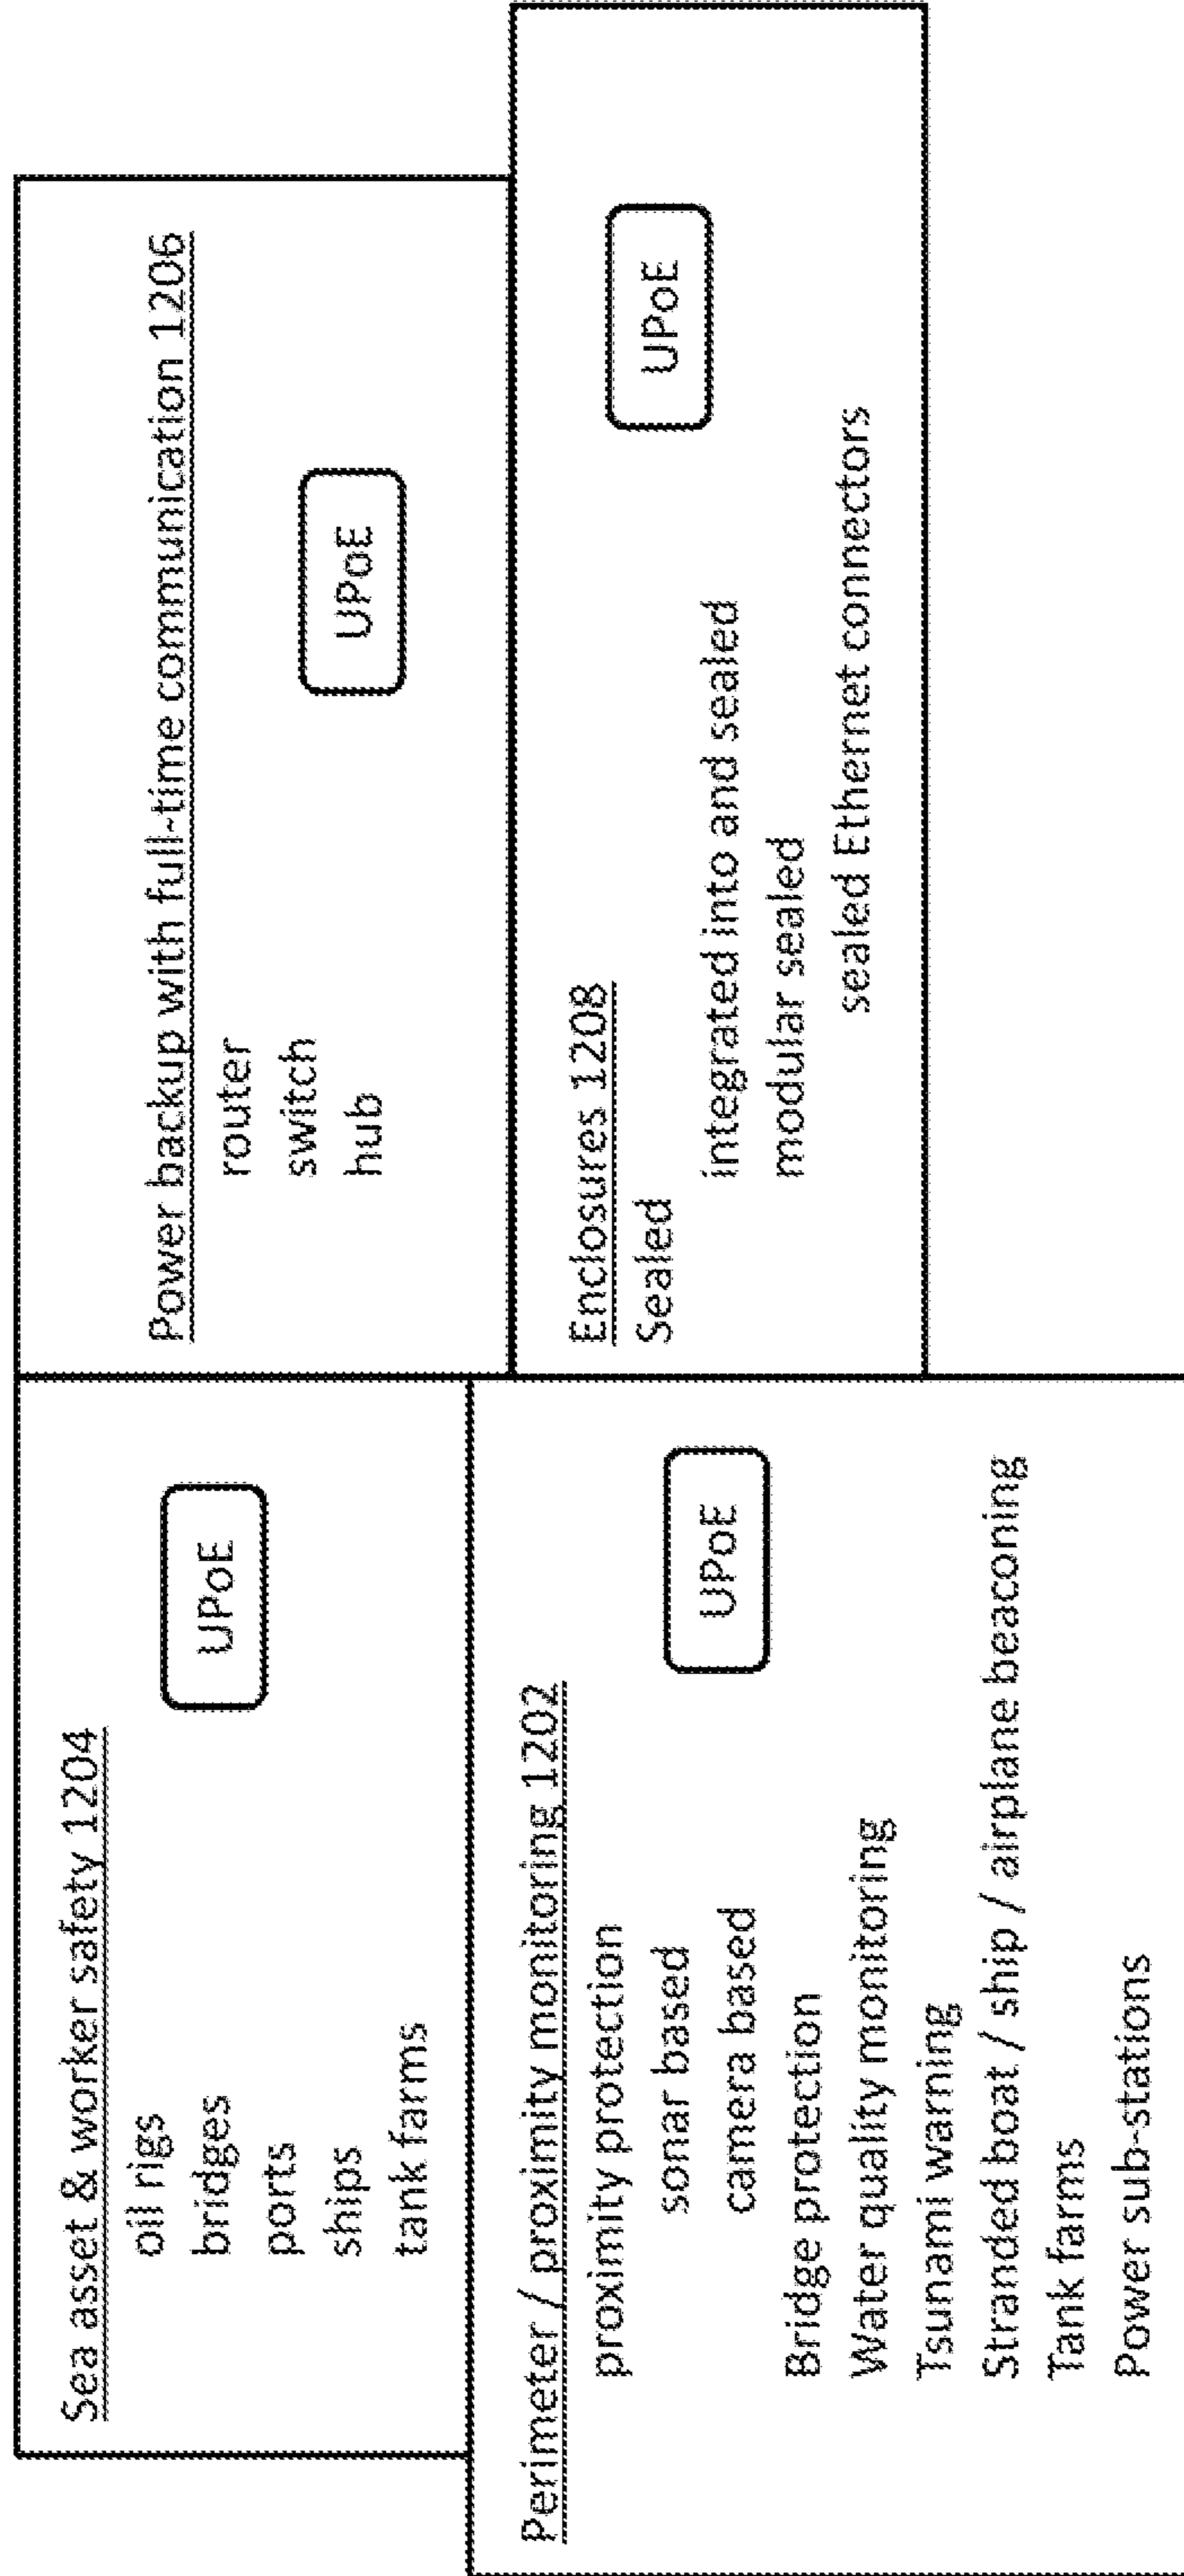 Sea asset & worker safety 1204
oil rigs
bridges
ports
ships
tank farms
UPoE
Power backup with full-time communication 1206
router
switch
hub
UPoE
Perimeter / proximity monitoring 1202
proximity protection
sonar based
camera based
Bridge protection
Water quality monitoring
Tsunami warning
Stranded boat / ship / airplane beaconing
Tank farms
Power sub-stations
UPoE
Enclosures 1208
Sealed
integrated into and sealed
modular sealed
sealed Ethernet connectors
UPoE